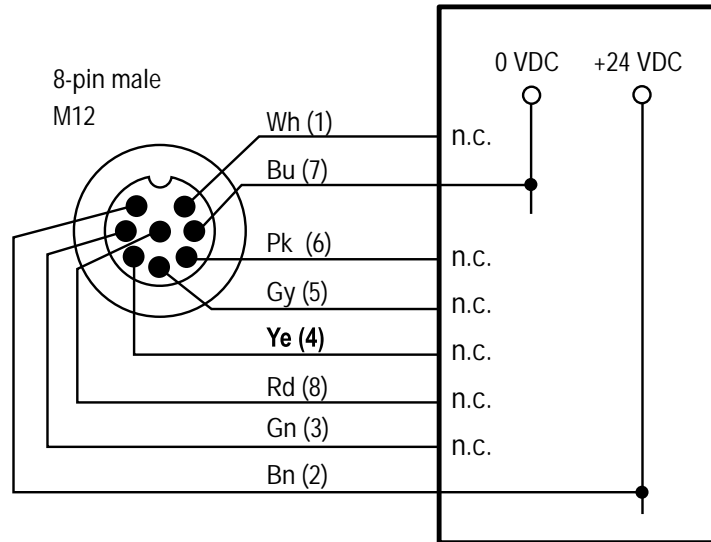 0 VDC +24 VDC
8-pin male
M12
Wh (1)
n.c.
Bu (7)
Pk (6)
n.c.
Gy (5)
n.c.
Ye (4)
n.c.
Rd (8)
n.c.
Gn (3)
n.c.
Bn (2)